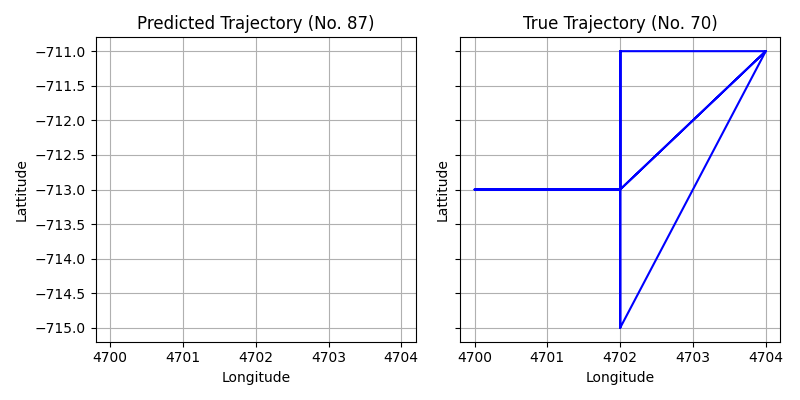 Predicted Trajectory (No. 87)
−711.0
−711.5
−712.0
−712.5
−713.0
−713.5
−714.0
−714.5
−715.0
Lattitude
4700 4701 4702 4703 4704
Longitude
True Trajectory (No. 70)
Lattitude
4700 4701 4702 4703 4704
Longitude